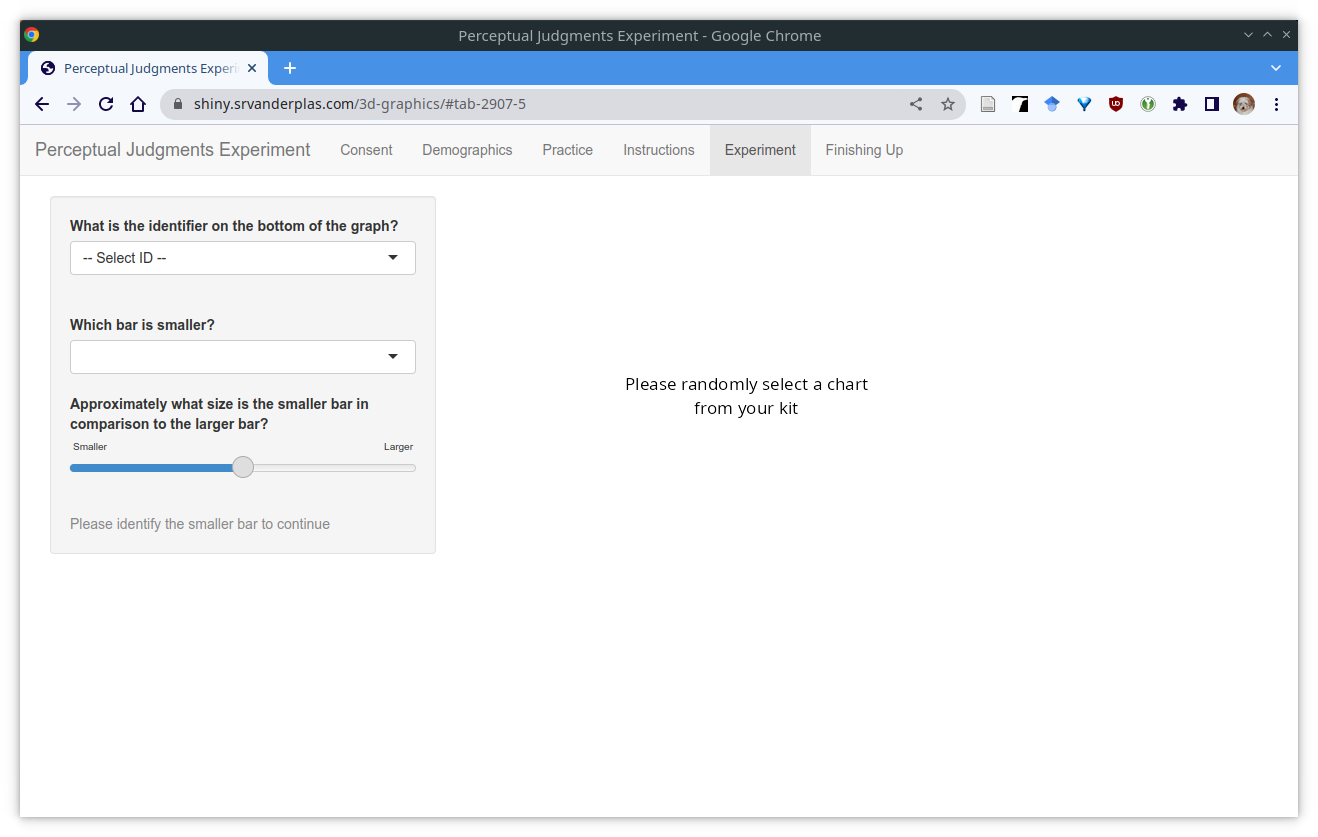 Perceptual Judgments Experiment - Google Chrome
Perceptual Judgments Experi
shiny.srvanderplas.com/3d-graphics/#tab-2907-5
Perceptual Judgments Experiment Consent Demographics Practice Instructions Experiment Finishing Up
What is the identifier on the bottom of the graph?
-- Select ID --
Which bar is smaller?
Approximately what size is the smaller bar in
comparison to the larger bar?
Smaller Larger
Please identify the smaller bar to continue
Please randomly select a chart
from your kit